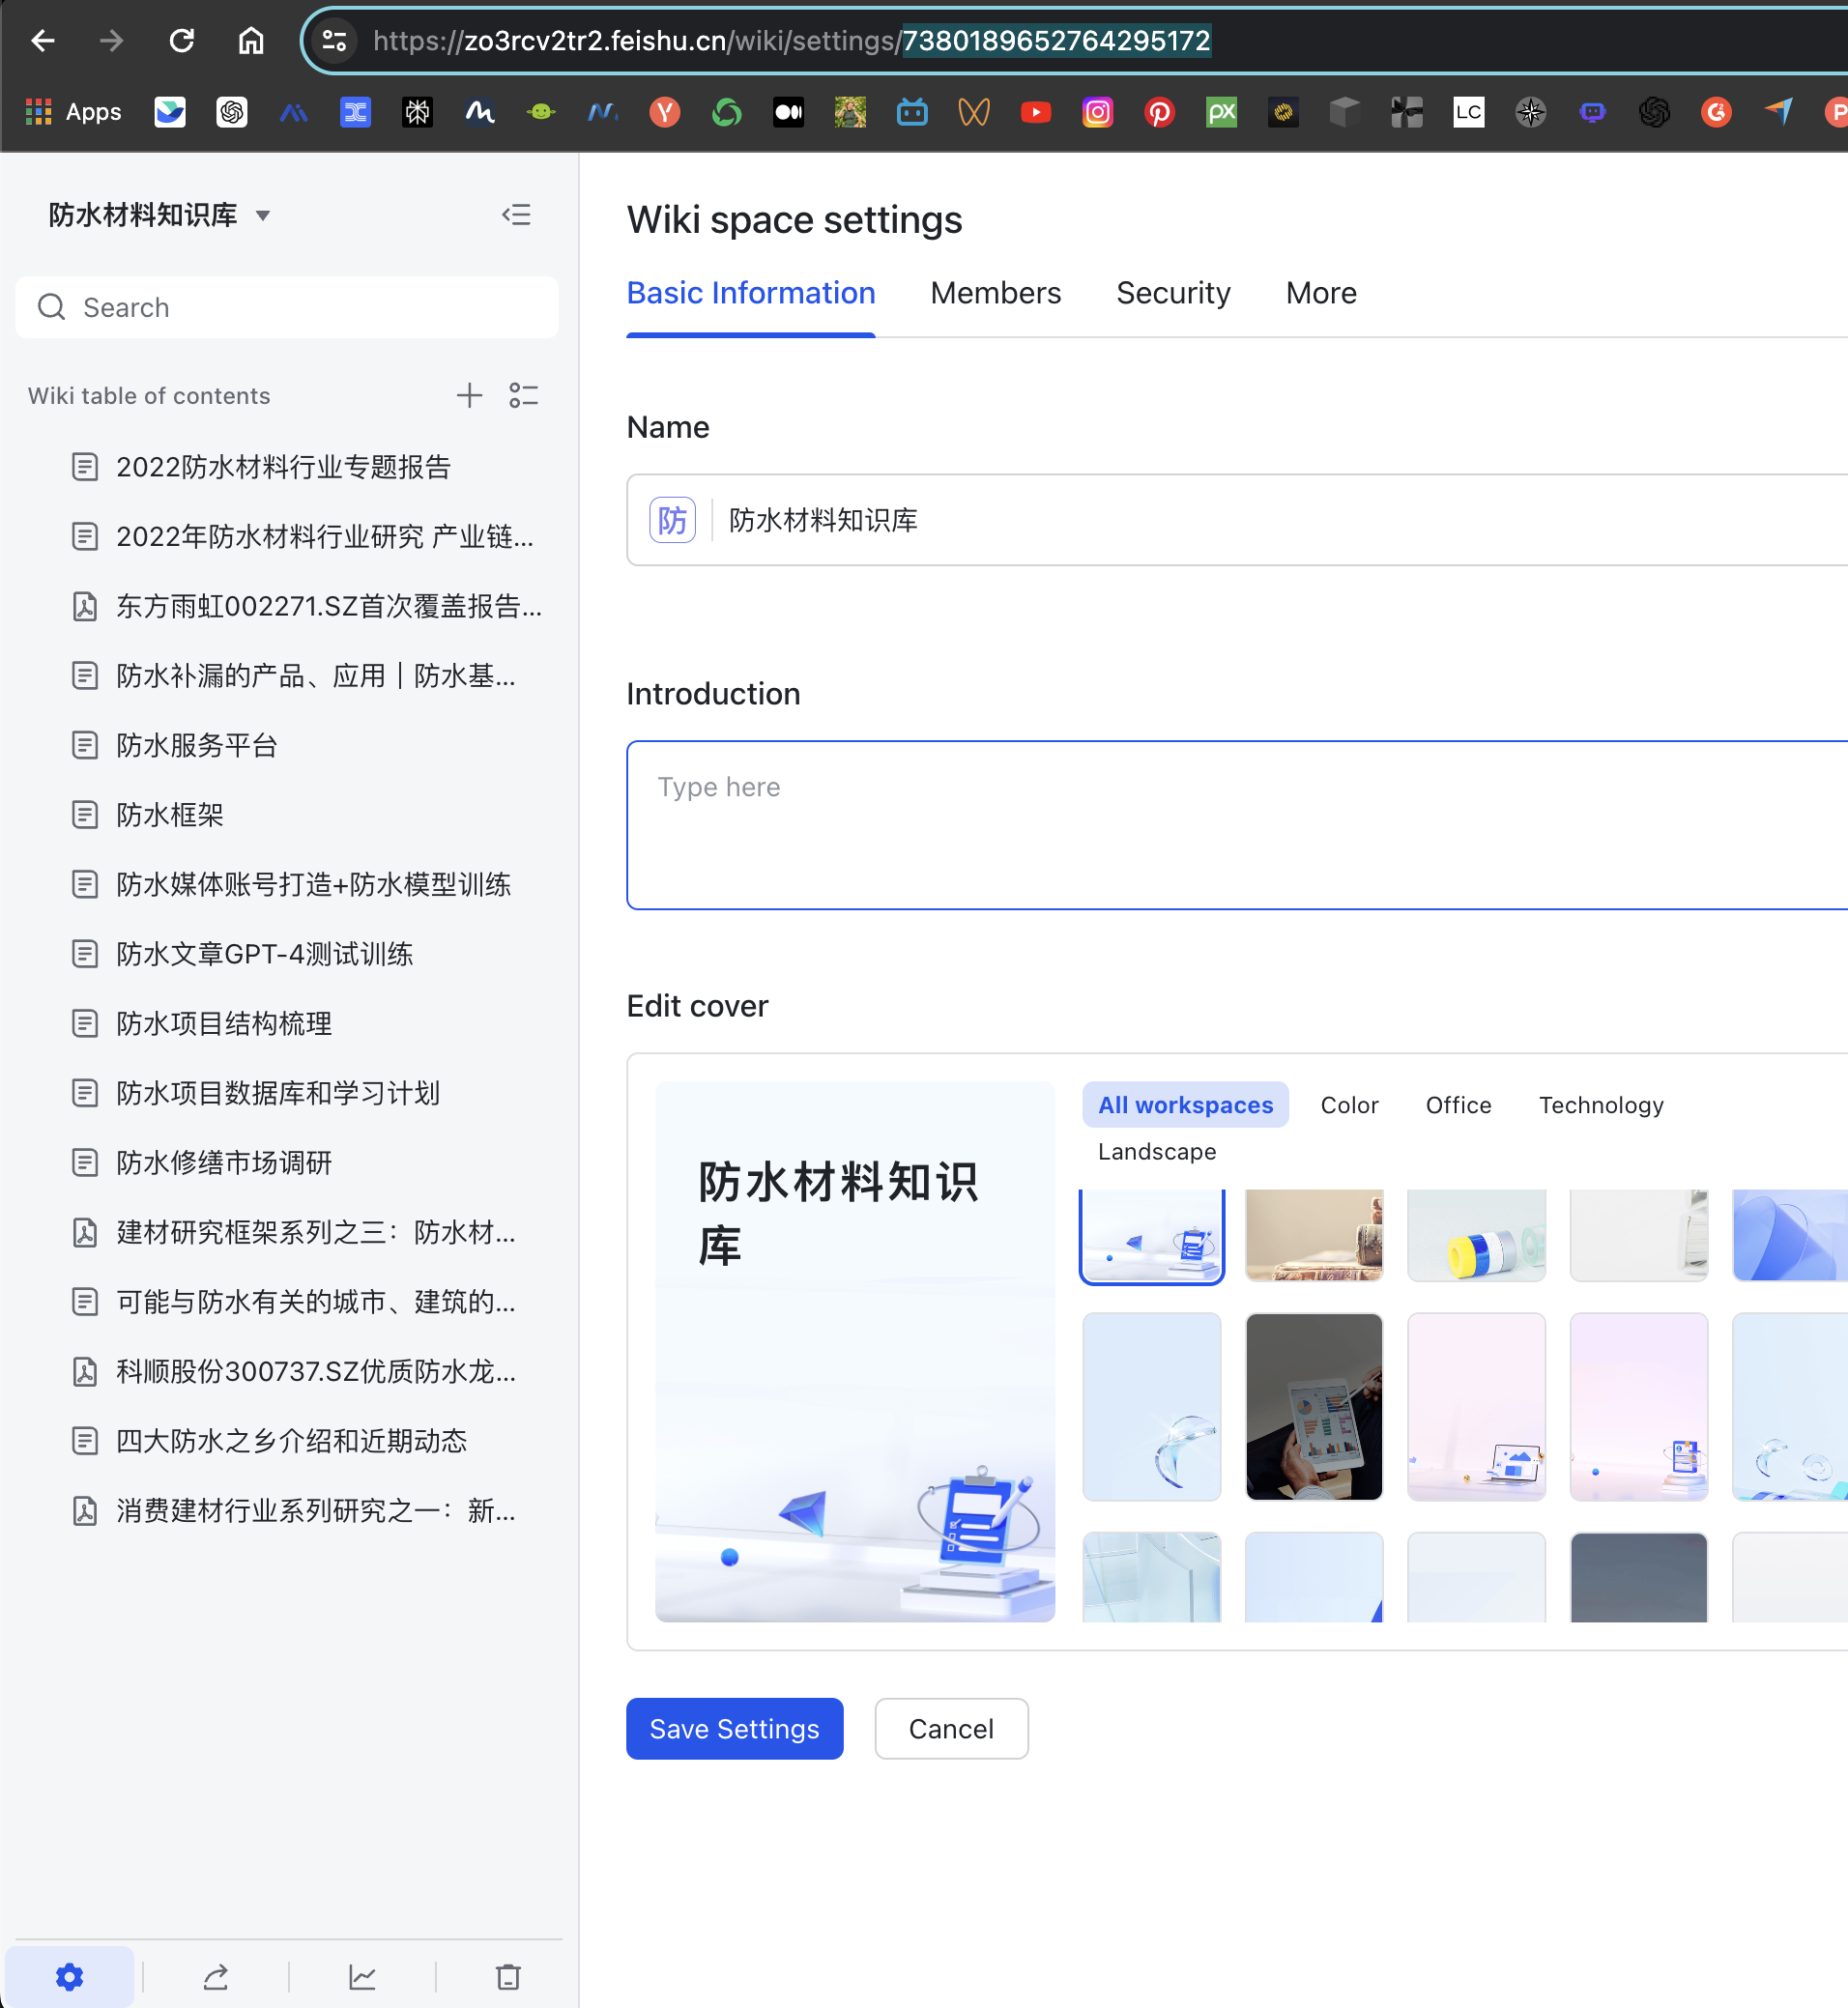 https://zo3rcv2tr2.feishu.cn/wiki/settings/7380189652764295172
Apps
Y
PX
LC
P
防水材料知识库
Search
Wiki table of contents
2022防水材料行业专题报告
2022年防水材料行业研究 产业链...
东方雨虹002271.SZ首次覆盖报告...
防水补漏的产品、应用｜防水基...
防水服务平台
防水框架
防水媒体账号打造+防水模型训练
防水文章GPT-4测试训练
防水项目结构梳理
防水项目数据库和学习计划
防水修缮市场调研
建材研究框架系列之三：防水材...
可能与防水有关的城市、建筑的...
科顺股份300737.SZ优质防水龙...
四大防水之乡介绍和近期动态
消费建材行业系列研究之一：新...
Wiki space settings
Basic Information Members Security More
Name
防 防水材料知识库
Introduction
Type here
Edit cover
防水材料知识
库
All workspaces Color Office Technology
Landscape
Save Settings Cancel